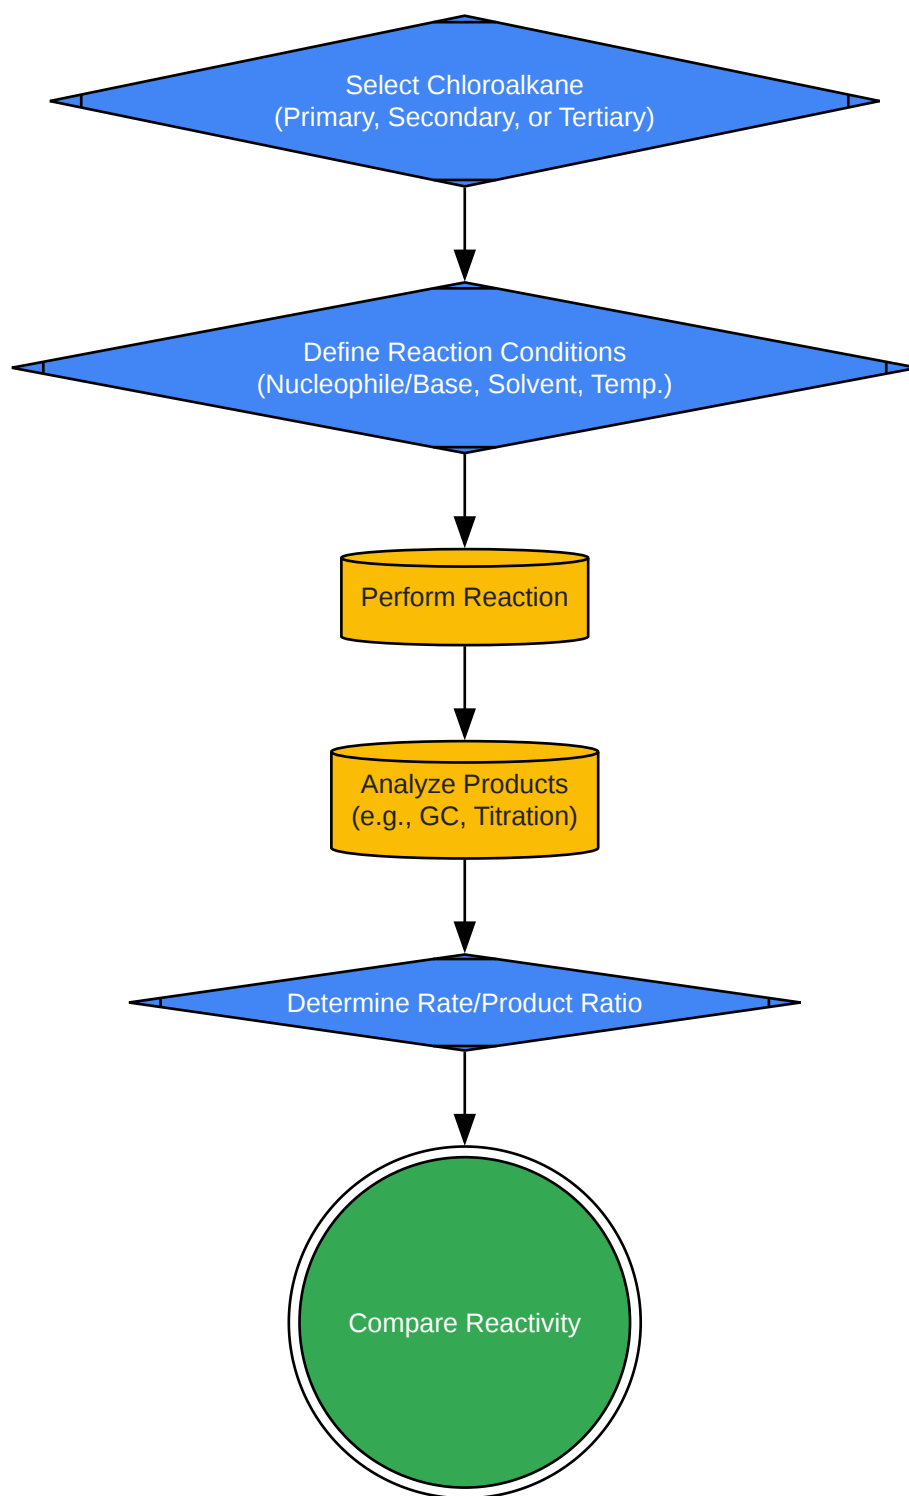 Select Chloroalkane
(Primary, Secondary, or Tertiary)
Define Reaction Conditions
(Nucleophile/Base, Solvent, Temp.)
Perform Reaction
Analyze Products
(e.g., GC, Titration)
Determine Rate/Product Ratio
Compare Reactivity